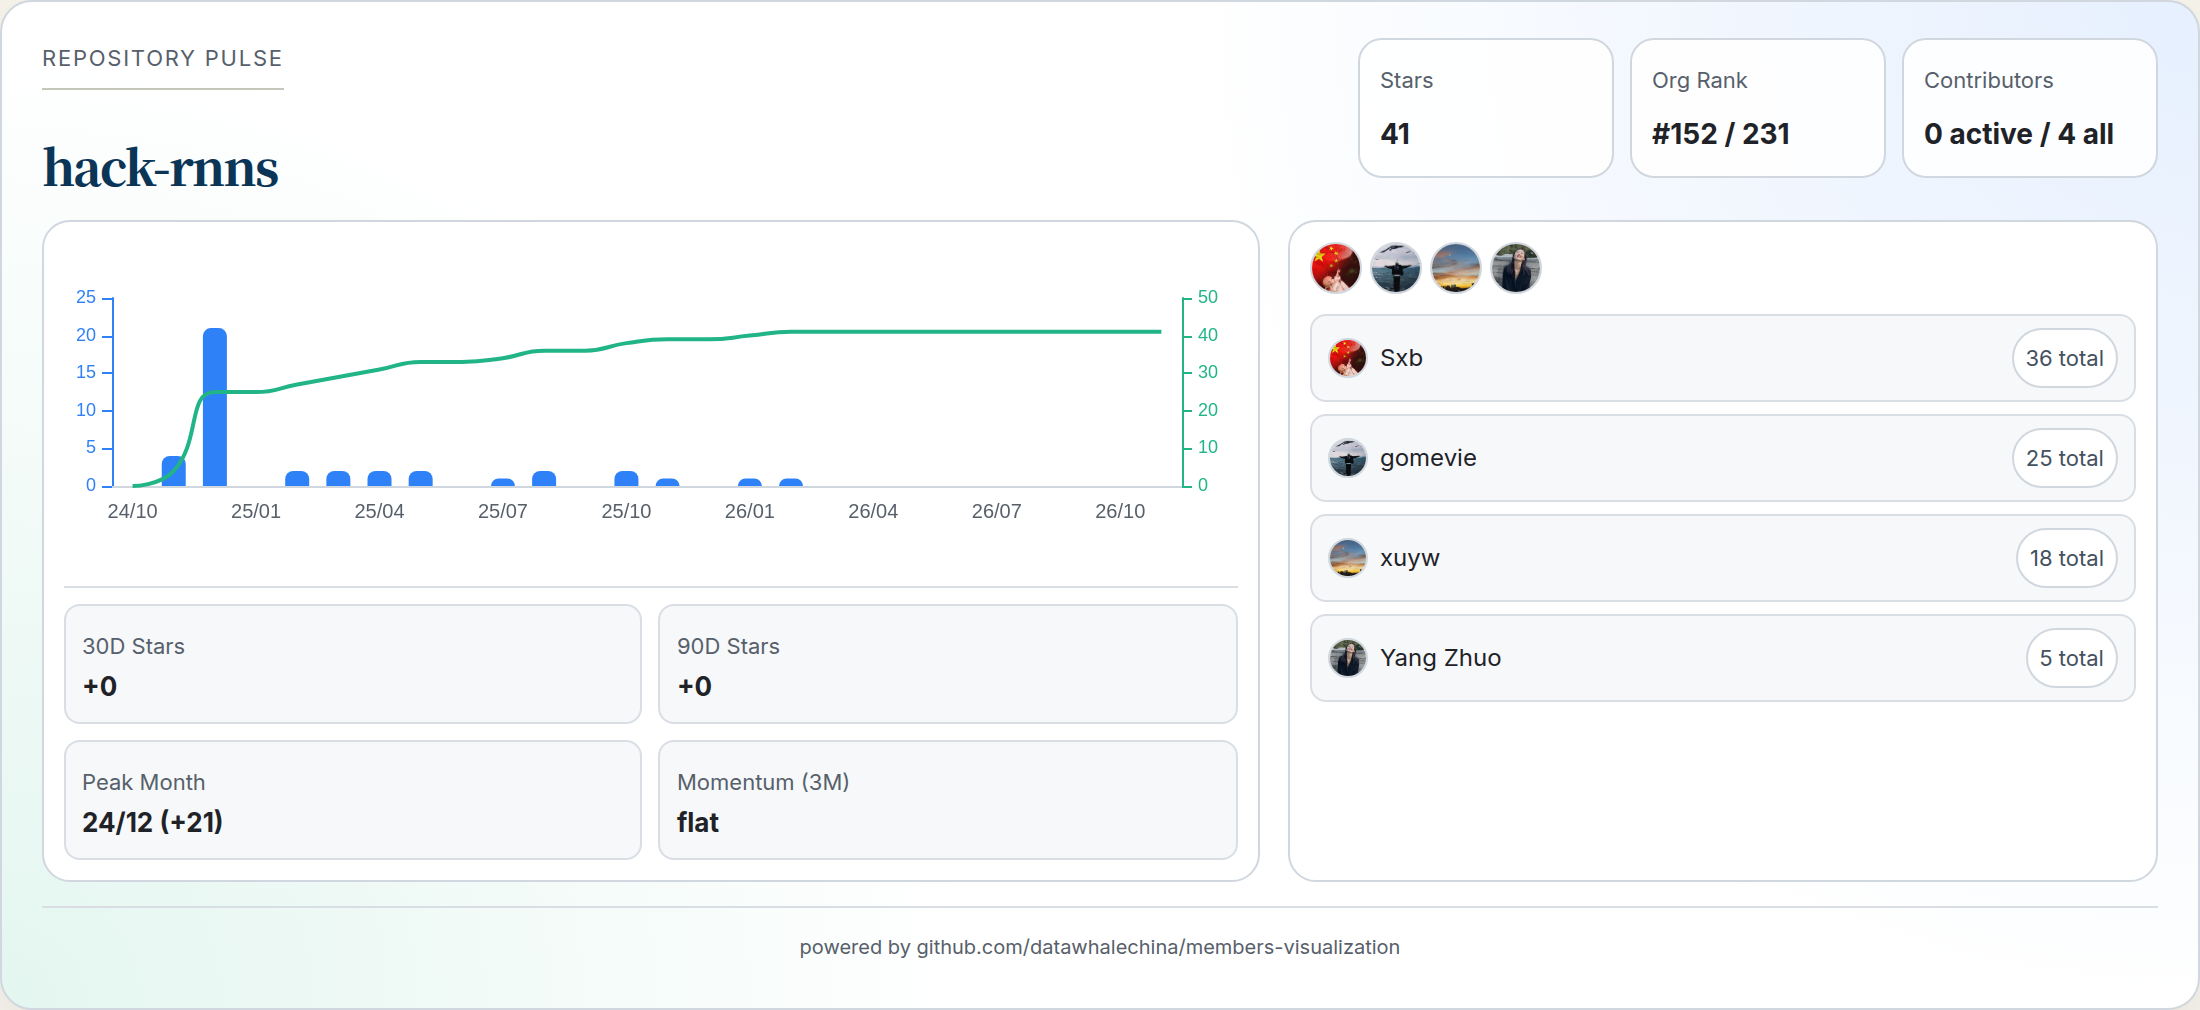 REPOSITORY PULSE
hack-rnns
Stars
41
Org Rank
#152 / 231
Contributors
0 active / 4 all
25
20
15
10
5
0
50
40
30
20
10
0
24/10 25/01 25/04 25/07 25/10 26/01 26/04 26/07 26/10
30D Stars
+0
90D Stars
+0
Peak Month
24/12 (+21)
Momentum (3M)
flat
Sxb 36 total
gomevie 25 total
xuyw 18 total
Yang Zhuo 5 total
powered by github.com/datawhalechina/members-visualization